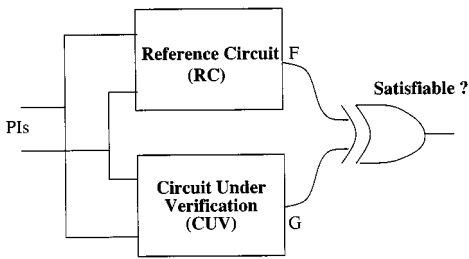 Reference Circuit
(RC)
F
Satisfiable ?
PIs
Circuit Under
Verification
(CUV)
G